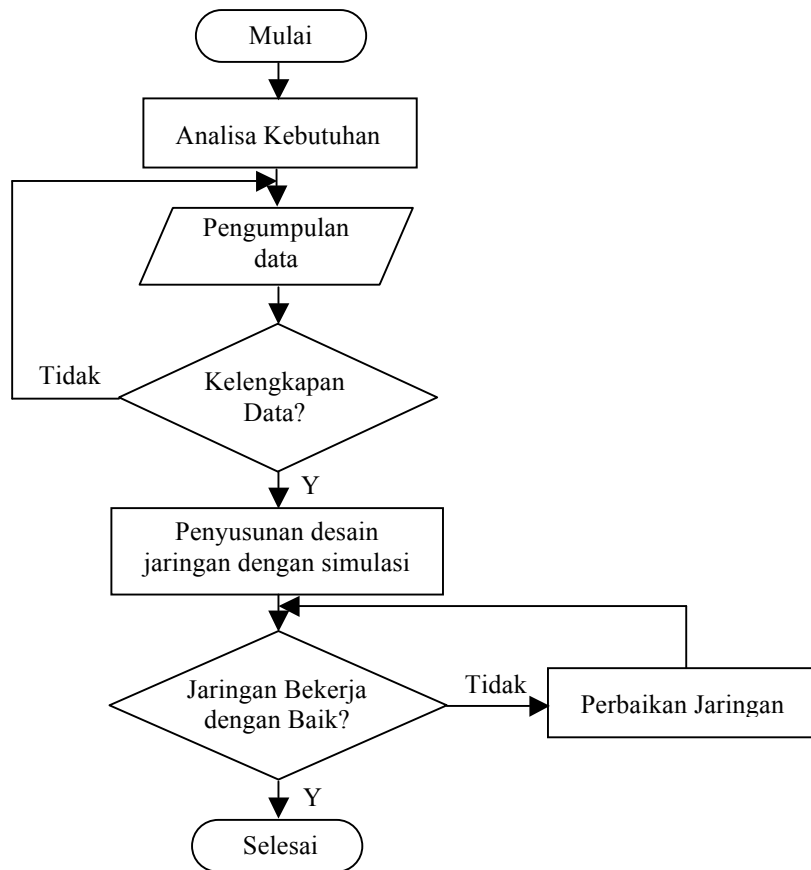 Mulai
Analisa Kebutuhan
Pengumpulan
data
Tidak
Kelengkapan
Data?
Y
Penyusunan desain
jaringan dengan simulasi
Jaringan Bekerja
dengan Baik?
Tidak
Perbaikan Jaringan
Y
Selesai